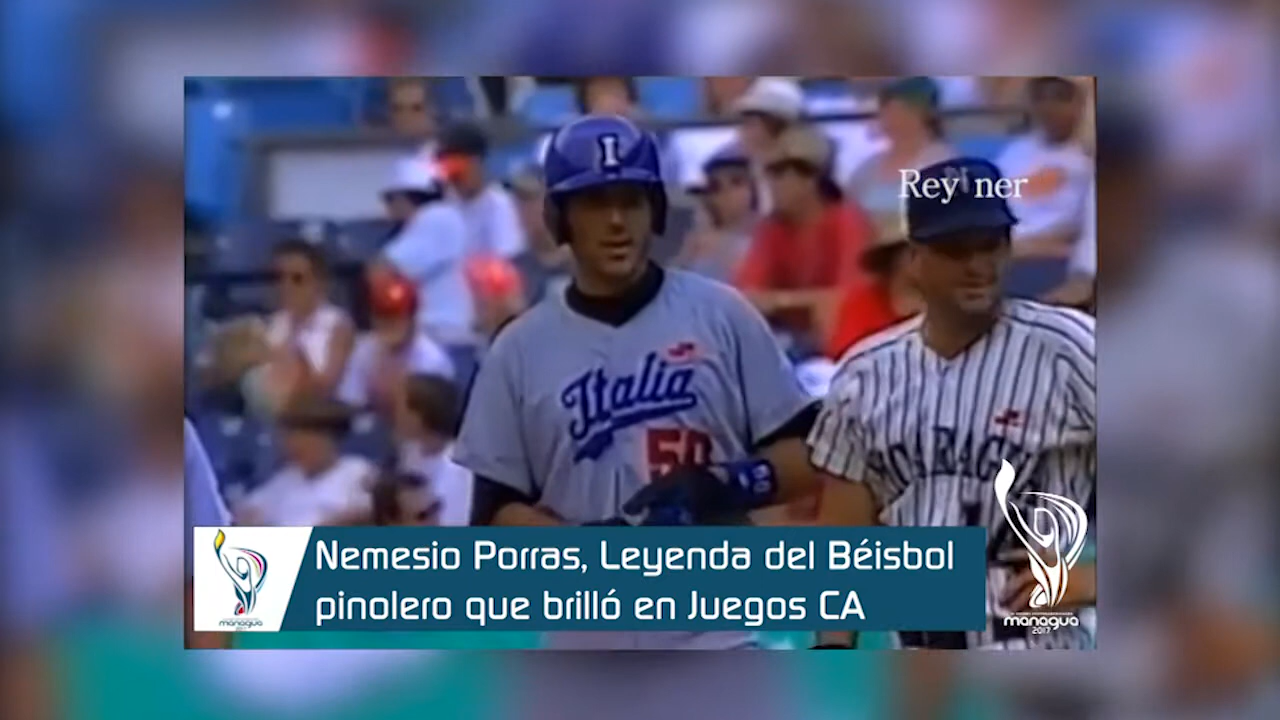 I
Rey ner
Italia
50
Nemesio Porras, Leyenda del Béisbol
pinolero que brilló en Juegos CA
managua
managua
2017